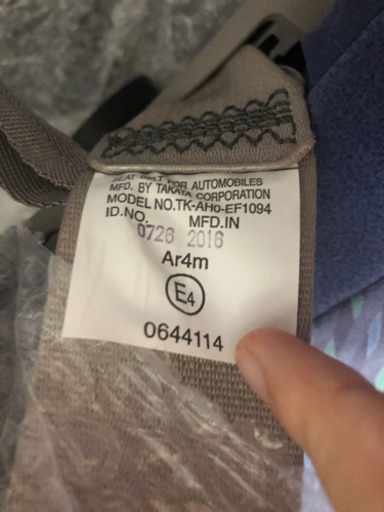 SEAT BELT FOR AUTOMOBILES
MFD. BY TAKATA CORPORATION
MODEL NO.TK-AH0-EF1094
ID.NO. MFD.IN
0726 2016
Ar4m
E4
0644114